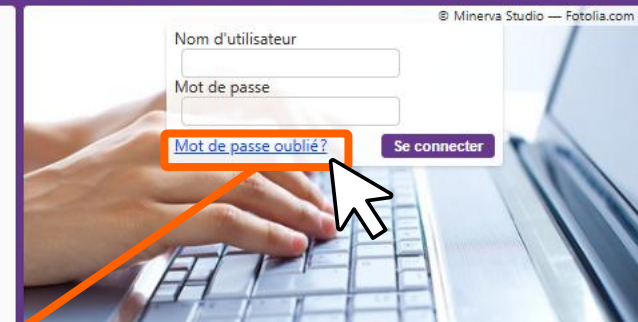 © Minerva Studio — Fotolia.com
Nom d'utilisateur
Mot de passe
Mot de passe oublié?
Se connecter